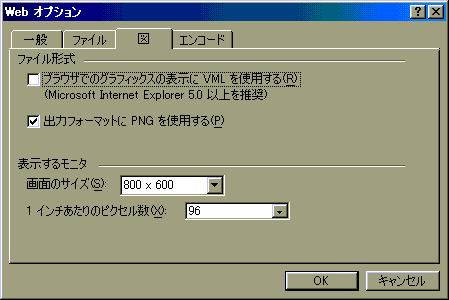 Web オプション
一般 ファイル 図 エンコード
ファイル形式
ブラウザでのグラフィックスの表示に VML を使用する(R)
(Microsoft Internet Explorer 5.0 以上を推奨)
出力フォーマットに PNG を使用する(P)
表示するモニタ
画面のサイズ(S): 800 x 600
1 インチあたりのピクセル数(X): 96
OK キャンセル